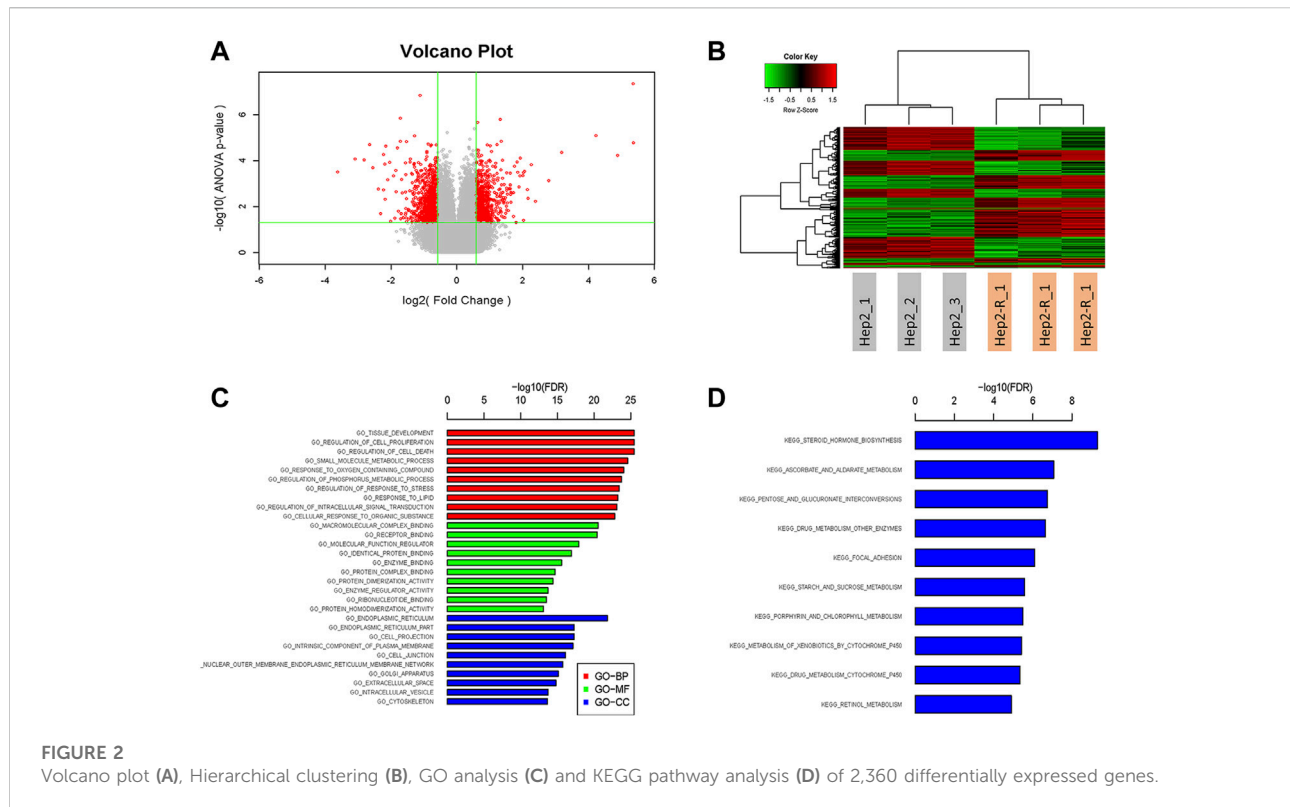 A
Volcano Plot
-log10( ANOVA p-value )
6
4
2
0
-6
-4
-2
0
2
4
6
log2( Fold Change )
B
Color Key
-1.5
-0.5
0.5
1.5
Row Z-Score
Hep2_1
Hep2_2
Hep2_3
Hep2-R_1
Hep2-R_1
Hep2-R_1
C
−log10(FDR)
0
5
10
15
20
25
GO_TISSUE_DEVELOPMENT
GO_REGULATION_OF_CELL_PROLIFERATION
GO_REGULATION_OF_CELL_DEATH
GO_SMALL_MOLECULE_METABOLIC_PROCESS
GO_RESPONSE_TO_OXYGEN_CONTAINING_COMPOUND
GO_REGULATION_OF_PHOSPHORUS_METABOLIC_PROCESS
GO_REGULATION_OF_RESPONSE_TO_STRESS
GO_RESPONSE_TO_LIPID
GO_REGULATION_OF_INTRACELLULAR_SIGNAL_TRANSDUCTION
GO_CELLULAR_RESPONSE_TO_ORGANIC_SUBSTANCE
GO_MACROMOLECULAR_COMPLEX_BINDING
GO_RECEPTOR_BINDING
GO_MOLECULAR_FUNCTION_REGULATOR
GO_IDENTICAL_PROTEIN_BINDING
GO_ENZYME_BINDING
GO_PROTEIN_COMPLEX_BINDING
GO_PROTEIN_DIMERIZATION_ACTIVITY
GO_ENZYME_REGULATOR_ACTIVITY
GO_RIBONUCLEOTIDE_BINDING
GO_PROTEIN_HOMODIMERIZATION_ACTIVITY
GO_ENDOPLASMIC_RETICULUM
GO_ENDOPLASMIC_RETICULUM_PART
GO_CELL_PROJECTION
GO_INTRINSIC_COMPONENT_OF_PLASMA_MEMBRANE
GO_CELL_JUNCTION
_NUCLEAR_OUTER_MEMBRANE_ENDOPLASMIC_RETICULUM_MEMBRANE_NETWORK
GO_GOLGI_APPARATUS
GO_EXTRACELLULAR_SPACE
GO_INTRACELLULAR_VESICLE
GO_CYTOSKELETON
GO−BP
GO−MF
GO−CC
D
−log10(FDR)
0
2
4
6
8
KEGG_STEROID_HORMONE_BIOSYNTHESIS
KEGG_ASCORBATE_AND_ALDARATE_METABOLISM
KEGG_PENTOSE_AND_GLUCURONATE_INTERCONVERSIONS
KEGG_DRUG_METABOLISM_OTHER_ENZYMES
KEGG_FOCAL_ADHESION
KEGG_STARCH_AND_SUCROSE_METABOLISM
KEGG_PORPHYRIN_AND_CHLOROPHYLL_METABOLISM
KEGG_METABOLISM_OF_XENOBIOTICS_BY_CYTOCHROME_P450
KEGG_DRUG_METABOLISM_CYTOCHROME_P450
KEGG_RETINOL_METABOLISM
FIGURE 2
Volcano plot (A), Hierarchical clustering (B), GO analysis (C) and KEGG pathway analysis (D) of 2,360 differentially expressed genes.